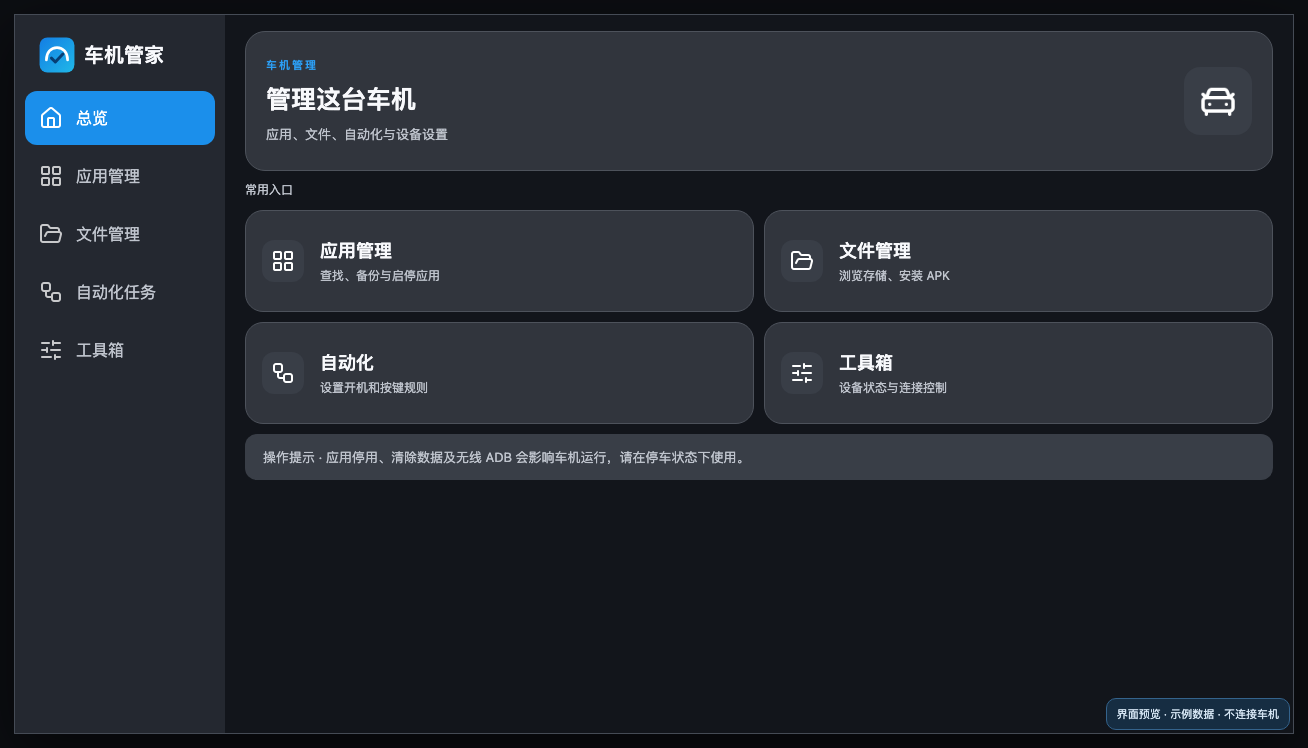 车机管家
总览
应用管理
文件管理
自动化任务
工具箱
车机管理
管理这台车机
应用、文件、自动化与设备设置
常用入口
应用管理
查找、备份与启停应用
文件管理
浏览存储、安装 APK
自动化
设置开机和按键规则
工具箱
设备状态与连接控制
操作提示 · 应用停用、清除数据及无线 ADB 会影响车机运行，请在停车状态下使用。
界面预览 · 示例数据 · 不连接车机